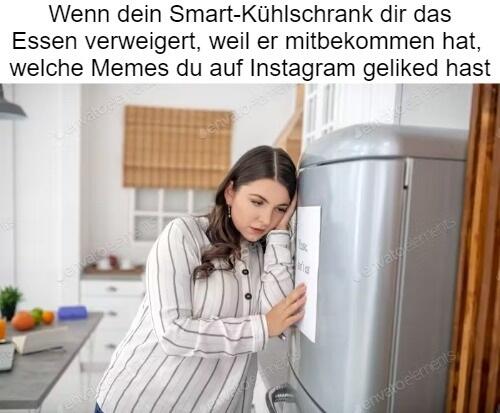 Wenn dein Smart-Kühlschrank dir das
Essen verweigert, weil er mitbekommen hat,
welche Memes du auf Instagram geliked hast
envatoelements